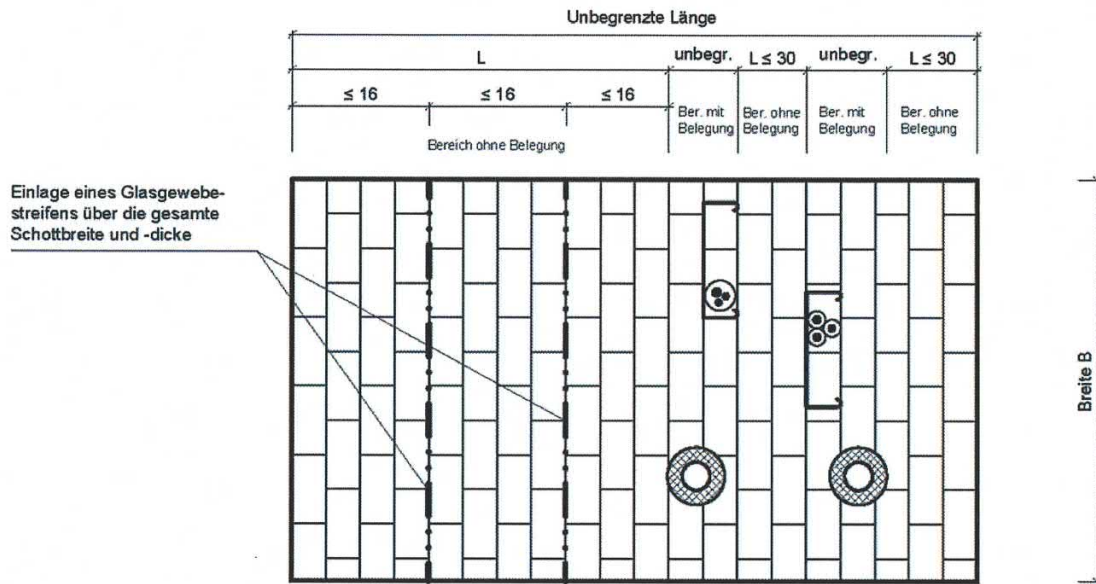 Unbegrenzte Länge
L
unbegr.
L ≤ 30
unbegr.
L ≤ 30
≤ 16
≤ 16
≤ 16
Ber. mit
Belegung
Ber. ohne
Belegung
Ber. mit
Belegung
Ber. ohne
Belegung
Bereich ohne Belegung
Einlage eines Glasgewebe-
streifens über die gesamte
Schottbreite und -dicke
Breite B